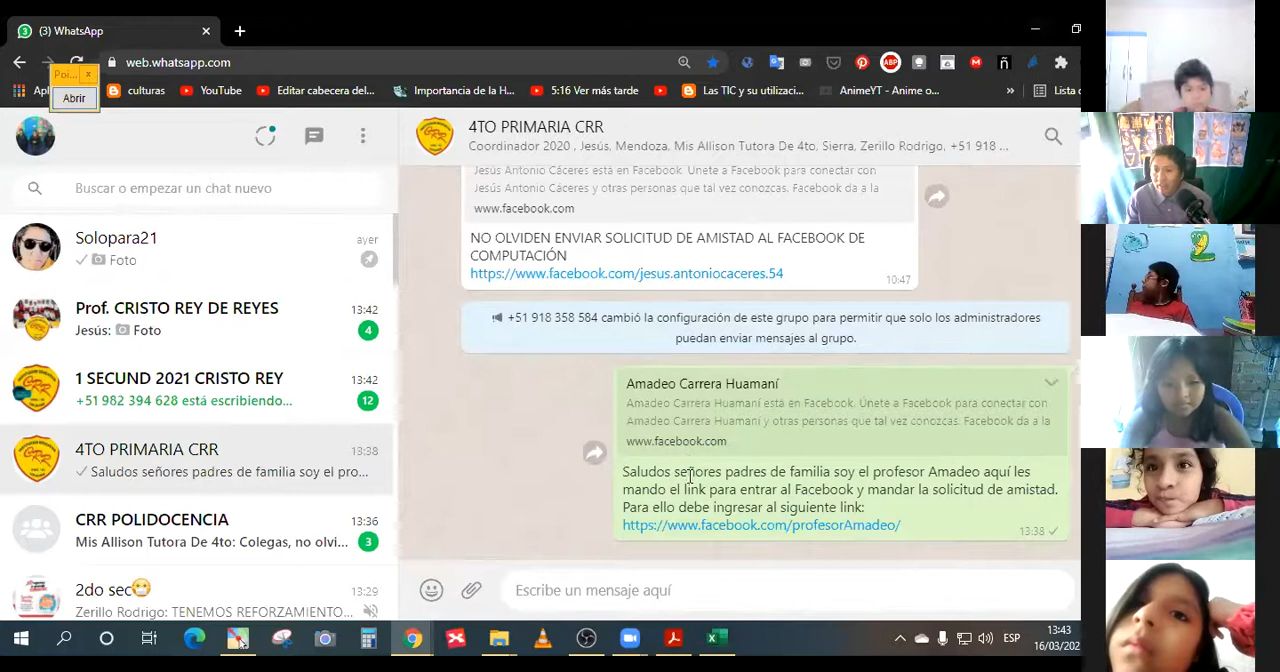 (3) WhatsApp
web.whatsapp.com
Poi...
Abrir
culturas
YouTube
Editar cabecera del...
Importancia de la H...
5:16 Ver más tarde
Las TIC y su utilizaci...
AnimeYT - Anime o...
»
Lista d
Buscar o empezar un chat nuevo
Solopara21
ayer
Foto
Prof. CRISTO REY DE REYES
13:42
Jesús: Foto
4
1 SECUND 2021 CRISTO REY
13:42
+51 982 394 628 está escribiendo...
12
4TO PRIMARIA CRR
13:38
Saludos señores padres de familia soy el pro...
CRR POLIDOCENCIA
13:36
Mis Allison Tutora De 4to: Colegas, no olvi...
3
2do sec
13:29
Zerillo Rodrigo: TENEMOS REFORZAMIENTO...
4TO PRIMARIA CRR
Coordinador 2020 , Jesús, Mendoza, Mis Allison Tutora De 4to, Sierra, Zerillo Rodrigo, +51 918 ...
Jesús Antonio Cáceres está en Facebook. Únete a Facebook para conectar con
Jesús Antonio Cáceres y otras personas que tal vez conozcas. Facebook da a la
www.facebook.com
NO OLVIDEN ENVIAR SOLICITUD DE AMISTAD AL FACEBOOK DE
COMPUTACIÓN
https://www.facebook.com/jesus.antoniocaceres.54
10:47
+51 918 358 584 cambió la configuración de este grupo para permitir que solo los administradores
puedan enviar mensajes al grupo.
Amadeo Carrera Huamaní
Amadeo Carrera Huamaní está en Facebook. Únete a Facebook para conectar con
Amadeo Carrera Huamaní y otras personas que tal vez conozcas. Facebook da a la
www.facebook.com
Saludos señores padres de familia soy el profesor Amadeo aquí les
mando el link para entrar al Facebook y mandar la solicitud de amistad.
Para ello debe ingresar al siguiente link:
https://www.facebook.com/profesorAmadeo/
13:38
Escribe un mensaje aquí
ESP
13:43
16/03/202